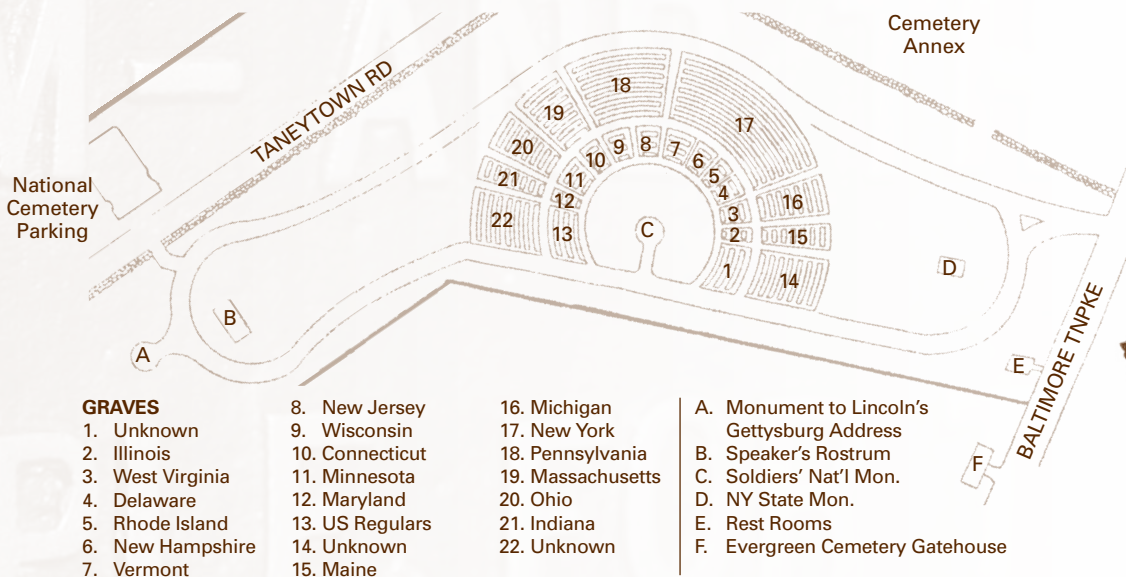 Cemetery
Annex
TANEYTOWN RD
National
Cemetery
Parking
18
19
17
20
9
8
7
10
6
21
11
5
12
4
16
22
3
13
C
2
15
1
14
D
B
A
E
BALTIMORE TNPKE
F
GRAVES
1. Unknown
2. Illinois
3. West Virginia
4. Delaware
5. Rhode Island
6. New Hampshire
7. Vermont
8. New Jersey
9. Wisconsin
10. Connecticut
11. Minnesota
12. Maryland
13. US Regulars
14. Unknown
15. Maine
16. Michigan
17. New York
18. Pennsylvania
19. Massachusetts
20. Ohio
21. Indiana
22. Unknown
A. Monument to Lincoln's
Gettysburg Address
B. Speaker's Rostrum
C. Soldiers' Nat'l Mon.
D. NY State Mon.
E. Rest Rooms
F. Evergreen Cemetery Gatehouse